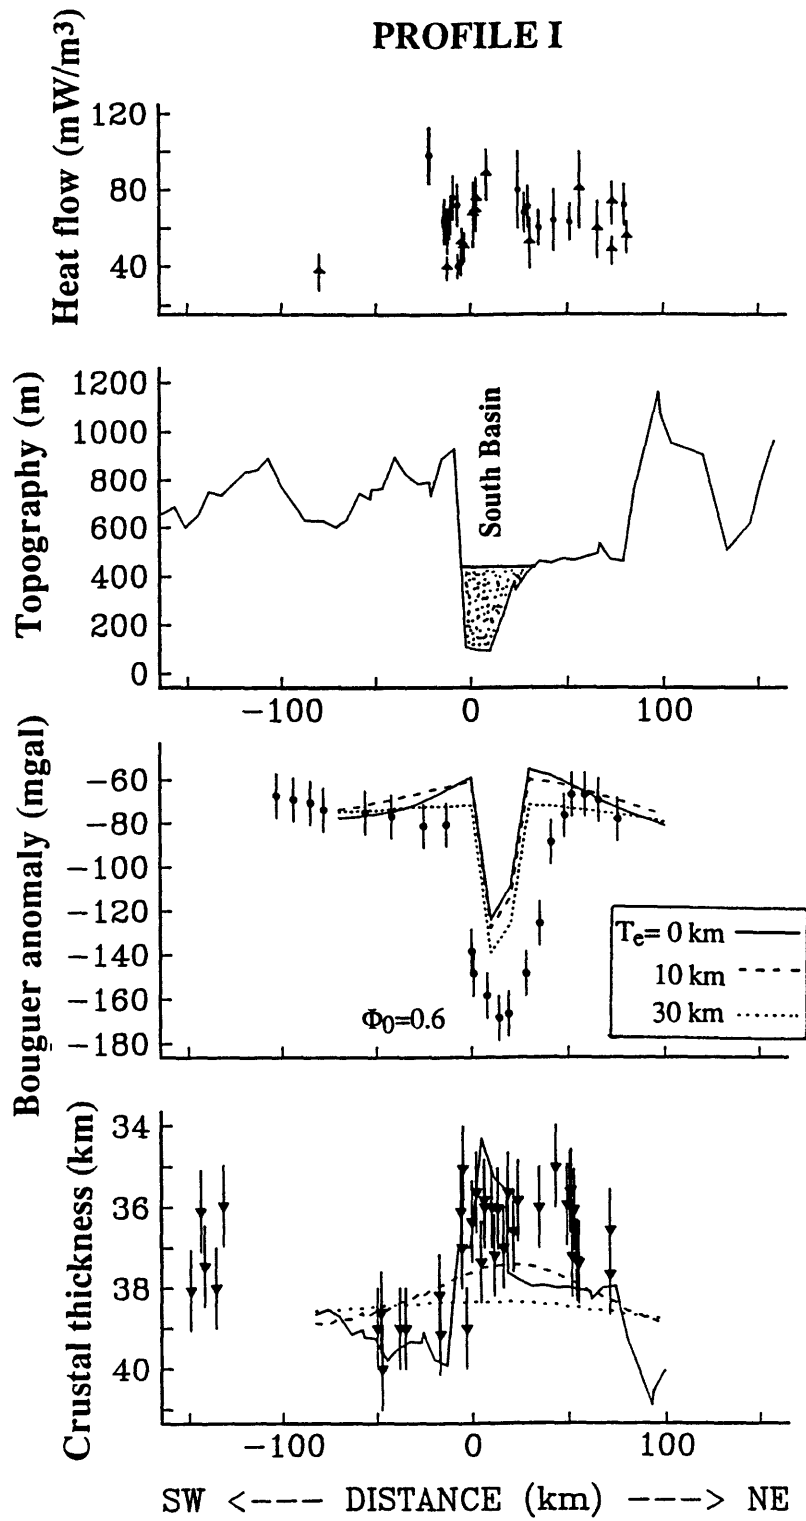 PROFILE I
Heat flow (mW/m³)
120
80
40
Topography (m)
1200
1000
800
600
400
200
0
South Basin
−100 0 100
Bouguer anomaly (mgal)
−60
−80
−100
−120
−140
−160
−180
Φ0=0.6
Te= 0 km
10 km
30 km
Crustal thickness (km)
34
36
38
40
−100 0 100
SW <--- DISTANCE (km) ---> NE